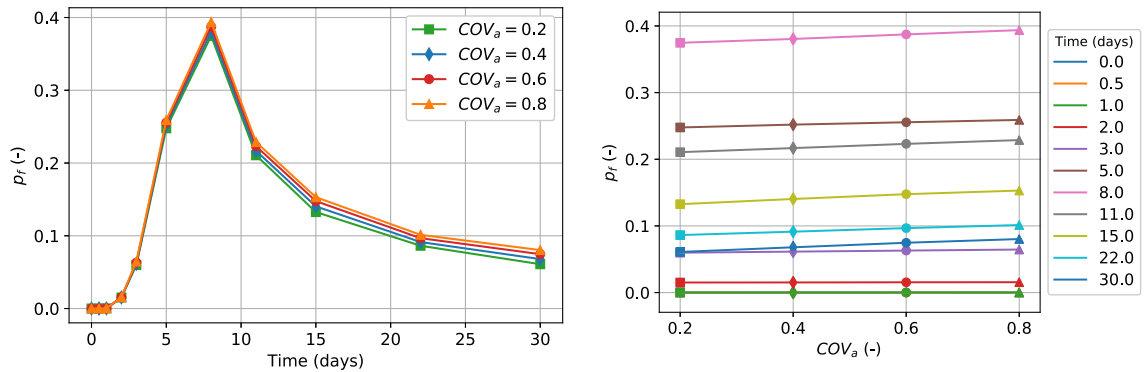 0.4
0.3
0.2
0.1
0.0
p_f (-)
0 5 10 15 20 25 30
Time (days)
COV_a = 0.2
COV_a = 0.4
COV_a = 0.6
COV_a = 0.8
0.4
0.3
0.2
0.1
0.0
p_f (-)
0.2 0.4 0.6 0.8
COV_a (-)
Time (days)
0.0
0.5
1.0
2.0
3.0
5.0
8.0
11.0
15.0
22.0
30.0